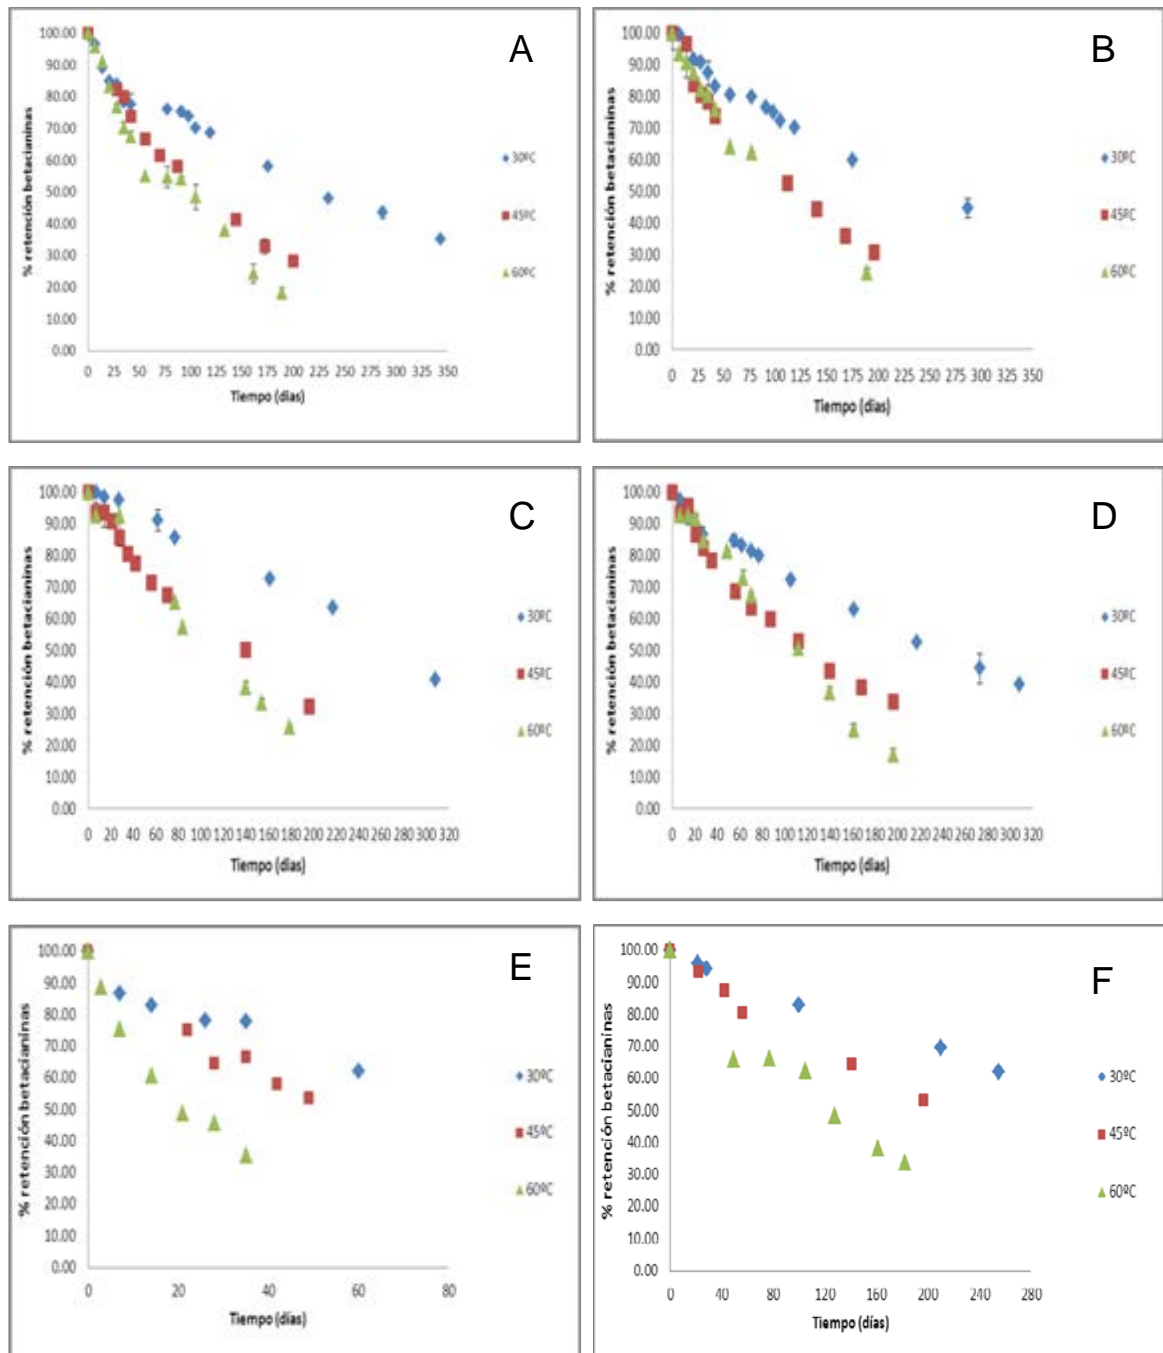 A
% retención betacianinas
100.00
90.00
80.00
70.00
60.00
50.00
40.00
30.00
20.00
10.00
0.00
0 25 50 75 100 125 150 175 200 225 250 275 300 325 350
Tiempo (días)
30ºC
45ºC
60ºC
B
% retención betacianinas
100.00
90.00
80.00
70.00
60.00
50.00
40.00
30.00
20.00
10.00
0.00
0 25 50 75 100 125 150 175 200 225 250 275 300 325 350
Tiempo (días)
30ºC
45ºC
60ºC
C
% retención betacianinas
100.00
90.00
80.00
70.00
60.00
50.00
40.00
30.00
20.00
10.00
0.00
0 20 40 60 80 100 120 140 160 180 200 220 240 260 280 300 320
Tiempo (días)
30ºC
45ºC
60ºC
D
% retención betacianinas
100.00
90.00
80.00
70.00
60.00
50.00
40.00
30.00
20.00
10.00
0.00
0 20 40 60 80 100 120 140 160 180 200 220 240 260 280 300 320
Tiempo (días)
30ºC
45ºC
60ºC
E
% retención betacianinas
100.00
90.00
80.00
70.00
60.00
50.00
40.00
30.00
20.00
10.00
0.00
0 20 40 60 80
Tiempo (días)
30ºC
45ºC
60ºC
F
% retención betacianinas
100.00
90.00
80.00
70.00
60.00
50.00
40.00
30.00
20.00
10.00
0.00
0 40 80 120 160 200 240 280
Tiempo (días)
30ºC
45ºC
60ºC